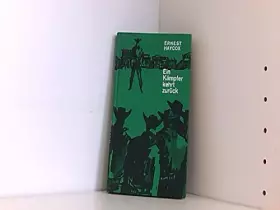 ERNEST
HAYCOX
Ein
Kämpfer
kehrt
zurück